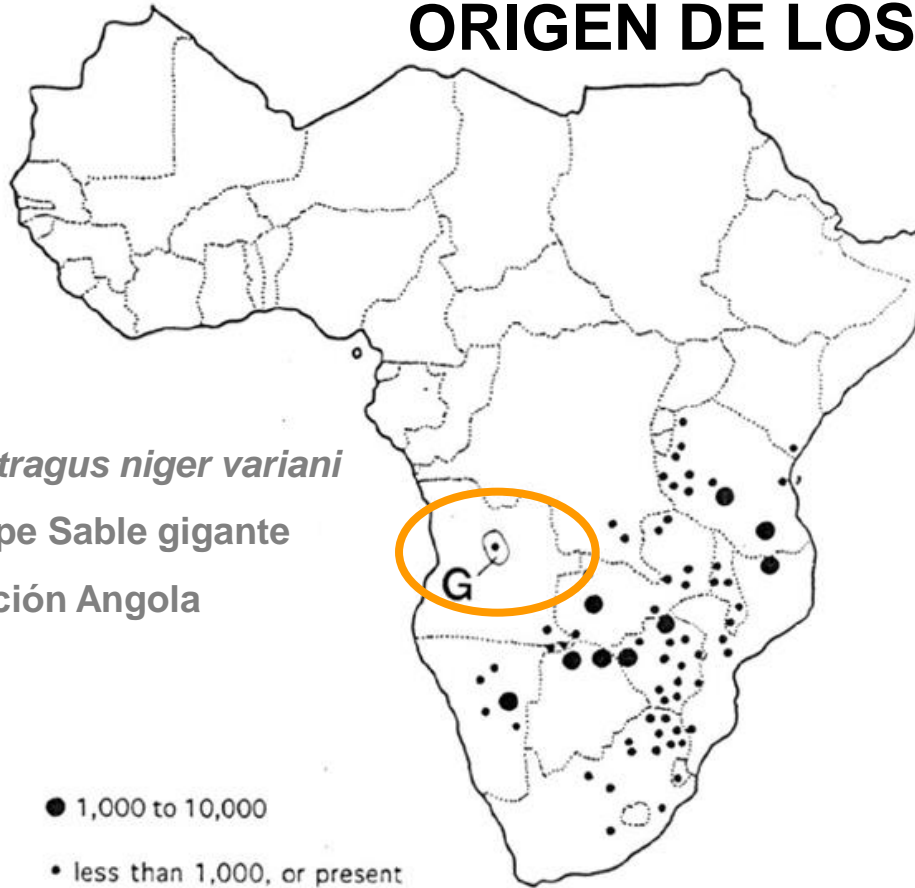 ORIGEN DE LOS
tragus niger variani
pe Sable gigante
ción Angola
G
1,000 to 10,000
less than 1,000, or present